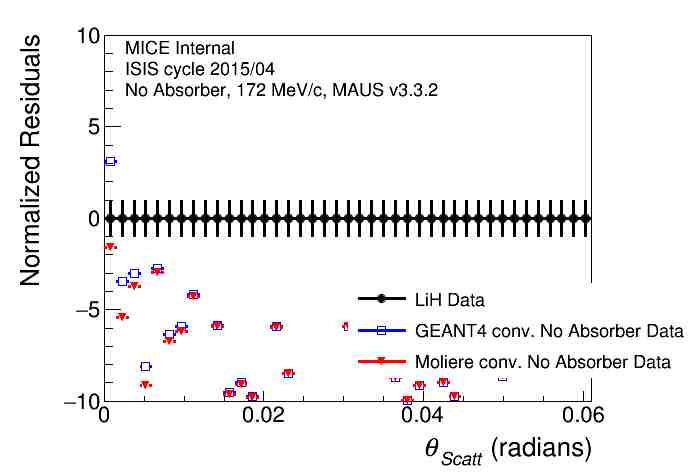 Normalized Residuals
10
5
0
−5
−10
MICE Internal
ISIS cycle 2015/04
No Absorber, 172 MeV/c, MAUS v3.3.2
LiH Data
GEANT4 conv. No Absorber Data
Moliere conv. No Absorber Data
0 0.02 0.04 0.06
θScatt (radians)